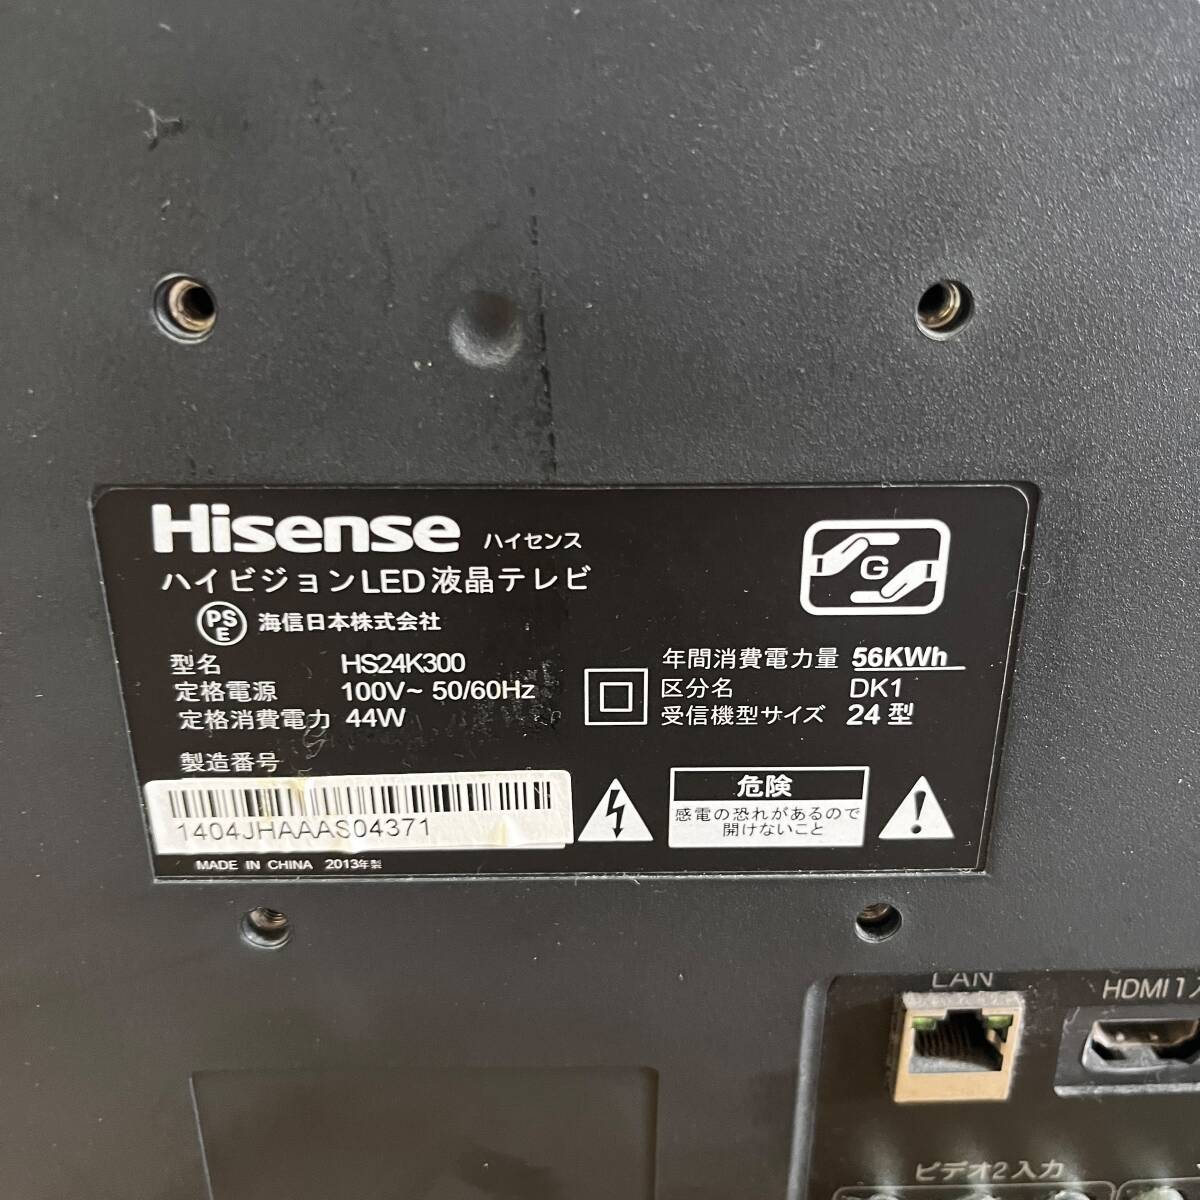 Hisense ハイセンス
ハイビジョンLED液晶テレビ
PSE 海信日本株式会社
型名 HS24K300
定格電源 100V~ 50/60Hz
定格消費電力 44W
製造番号
1404JHAAAS04371
MADE IN CHINA 2013年製
G
年間消費電力量 56KWh
区分名 DK1
受信機型サイズ 24型
危険
感電の恐れがあるので
開けないこと
LAN
HDMI1入
ビデオ2入力